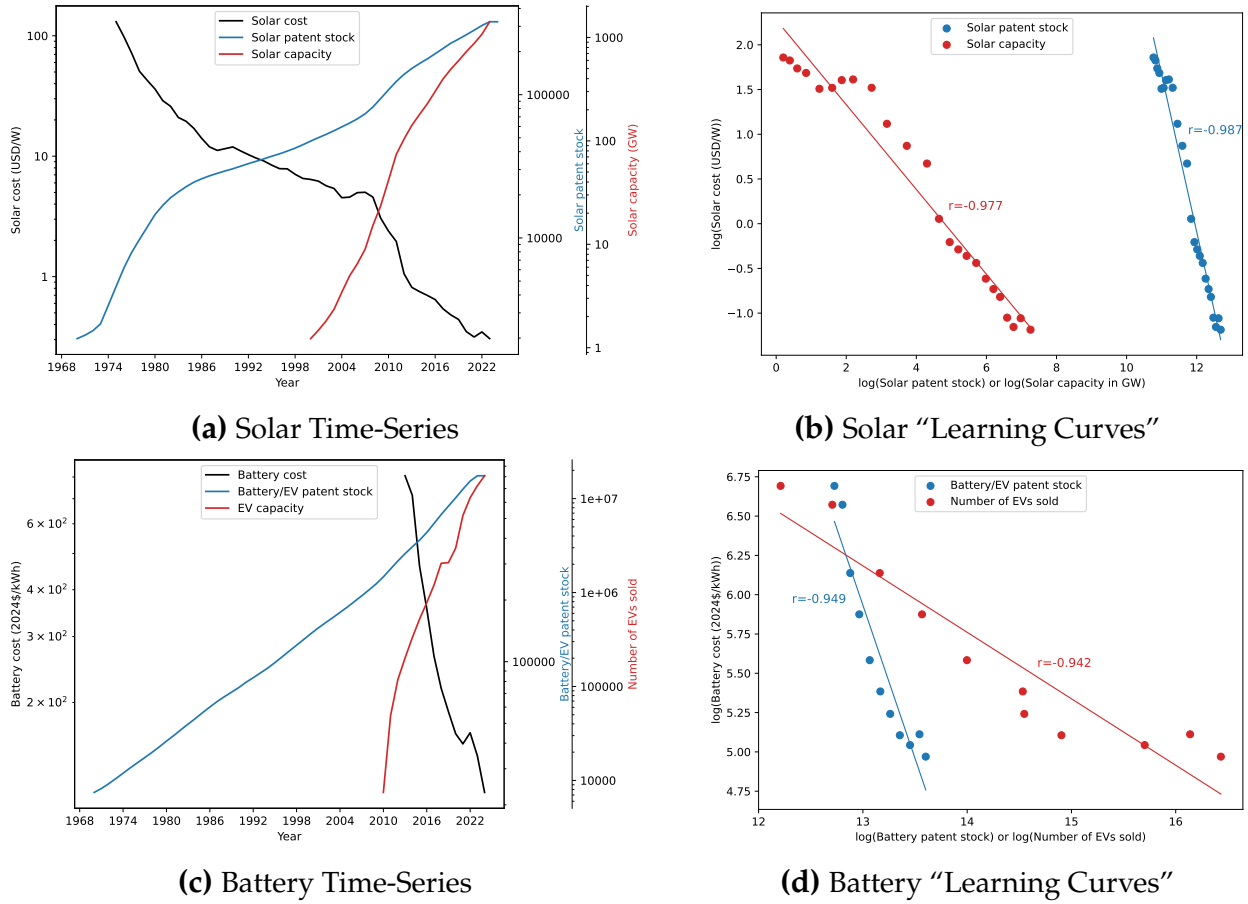 Solar cost
Solar patent stock
Solar capacity
100
10
1
Solar cost (USD/W)
100000
10000
Solar patent stock
1000
100
10
1
Solar capacity (GW)
1968 1974 1980 1986 1992 1998 2004 2010 2016 2022
Year
(a) Solar Time-Series
Solar patent stock
Solar capacity
2.0
1.5
1.0
0.5
0.0
−0.5
−1.0
log(Solar cost (USD/W))
r=-0.987
r=-0.977
0 2 4 6 8 10 12
log(Solar patent stock) or log(Solar capacity in GW)
(b) Solar “Learning Curves”
Battery cost
Battery/EV patent stock
EV capacity
6 × 10²
4 × 10²
3 × 10²
2 × 10²
Battery cost (2024$/kWh)
100000
Battery/EV patent stock
1e+07
1e+06
100000
10000
Number of EVs sold
1968 1974 1980 1986 1992 1998 2004 2010 2016 2022
Year
(c) Battery Time-Series
Battery/EV patent stock
Number of EVs sold
6.75
6.50
6.25
6.00
5.75
5.50
5.25
5.00
4.75
log(Battery cost (2024$/kWh))
r=-0.949
r=-0.942
12 13 14 15 16
log(Battery patent stock) or log(Number of EVs sold)
(d) Battery “Learning Curves”